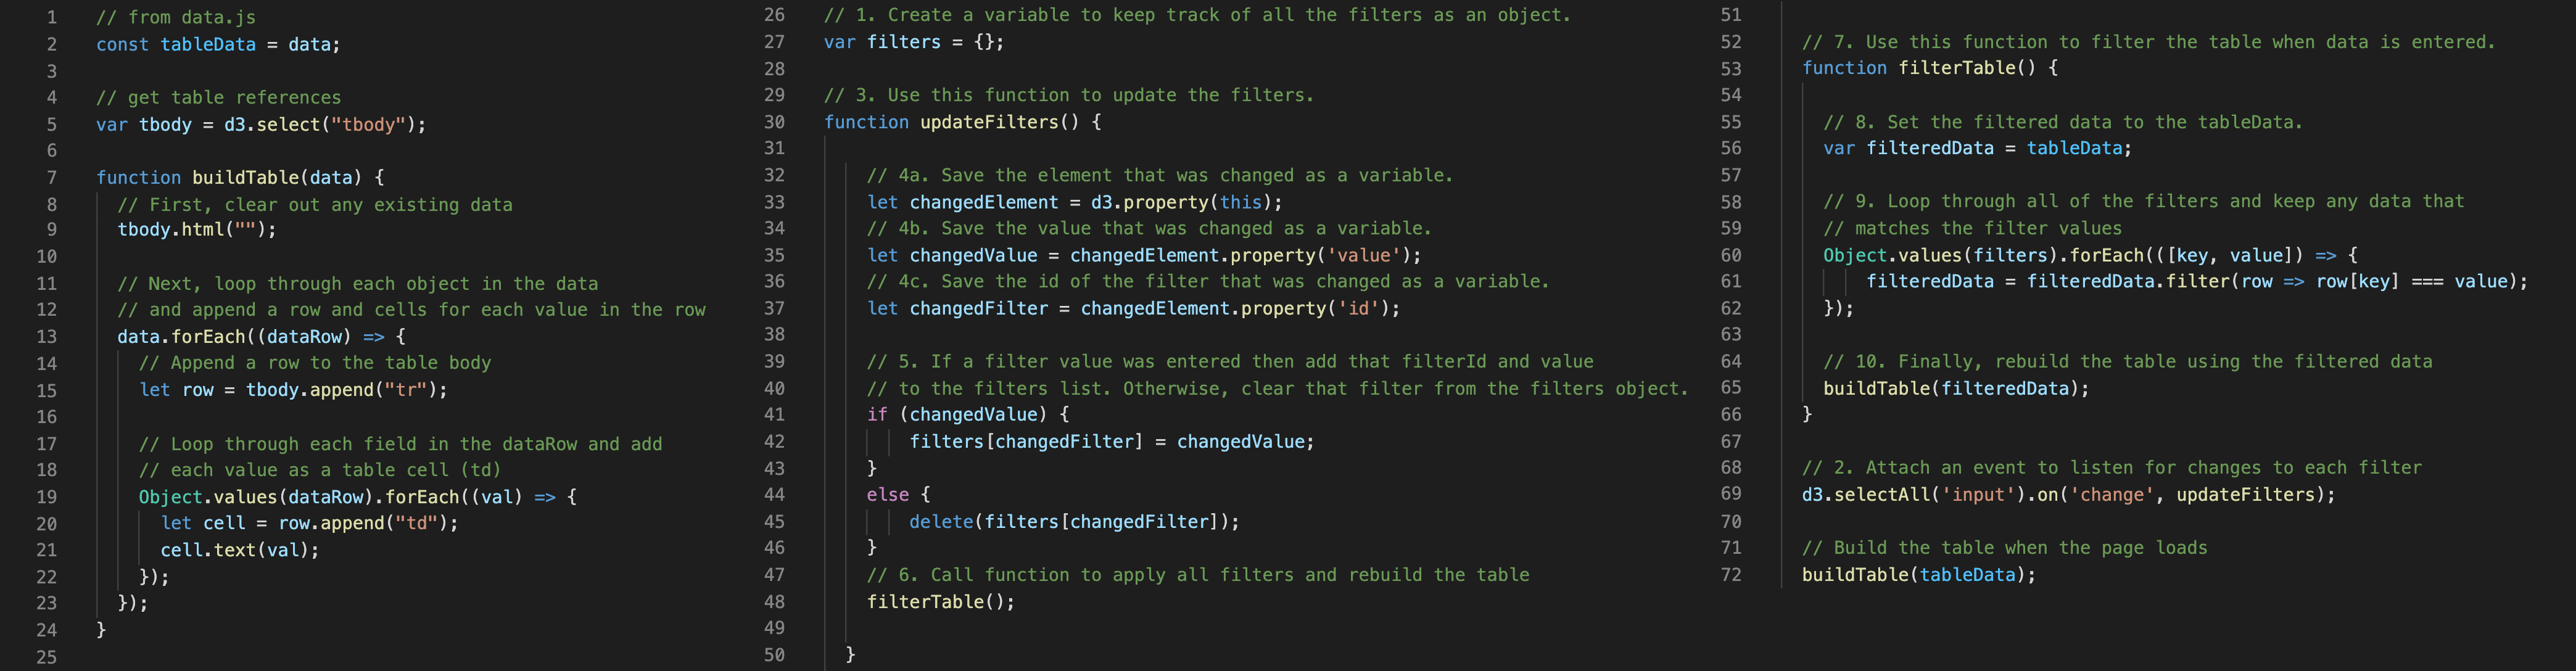 1 // from data.js
2 const tableData = data;
3
4 // get table references
5 var tbody = d3.select("tbody");
6
7 function buildTable(data) {
8 // First, clear out any existing data
9 tbody.html("");
10
11 // Next, loop through each object in the data
12 // and append a row and cells for each value in the row
13 data.forEach((dataRow) => {
14 // Append a row to the table body
15 let row = tbody.append("tr");
16
17 // Loop through each field in the dataRow and add
18 // each value as a table cell (td)
19 Object.values(dataRow).forEach((val) => {
20 let cell = row.append("td");
21 cell.text(val);
22 });
23 });
24 }
25
26 // 1. Create a variable to keep track of all the filters as an object.
27 var filters = {};
28
29 // 3. Use this function to update the filters.
30 function updateFilters() {
31
32 // 4a. Save the element that was changed as a variable.
33 let changedElement = d3.property(this);
34 // 4b. Save the value that was changed as a variable.
35 let changedValue = changedElement.property('value');
36 // 4c. Save the id of the filter that was changed as a variable.
37 let changedFilter = changedElement.property('id');
38
39 // 5. If a filter value was entered then add that filterId and value
40 // to the filters list. Otherwise, clear that filter from the filters object.
41 if (changedValue) {
42 filters[changedFilter] = changedValue;
43 }
44 else {
45 delete(filters[changedFilter]);
46 }
47 // 6. Call function to apply all filters and rebuild the table
48 filterTable();
49
50 }
51
52 // 7. Use this function to filter the table when data is entered.
53 function filterTable() {
54
55 // 8. Set the filtered data to the tableData.
56 var filteredData = tableData;
57
58 // 9. Loop through all of the filters and keep any data that
59 // matches the filter values
60 Object.values(filters).forEach(([key, value]) => {
61 filteredData = filteredData.filter(row => row[key] === value);
62 });
63
64 // 10. Finally, rebuild the table using the filtered data
65 buildTable(filteredData);
66 }
67
68 // 2. Attach an event to listen for changes to each filter
69 d3.selectAll('input').on('change', updateFilters);
70
71 // Build the table when the page loads
72 buildTable(tableData);